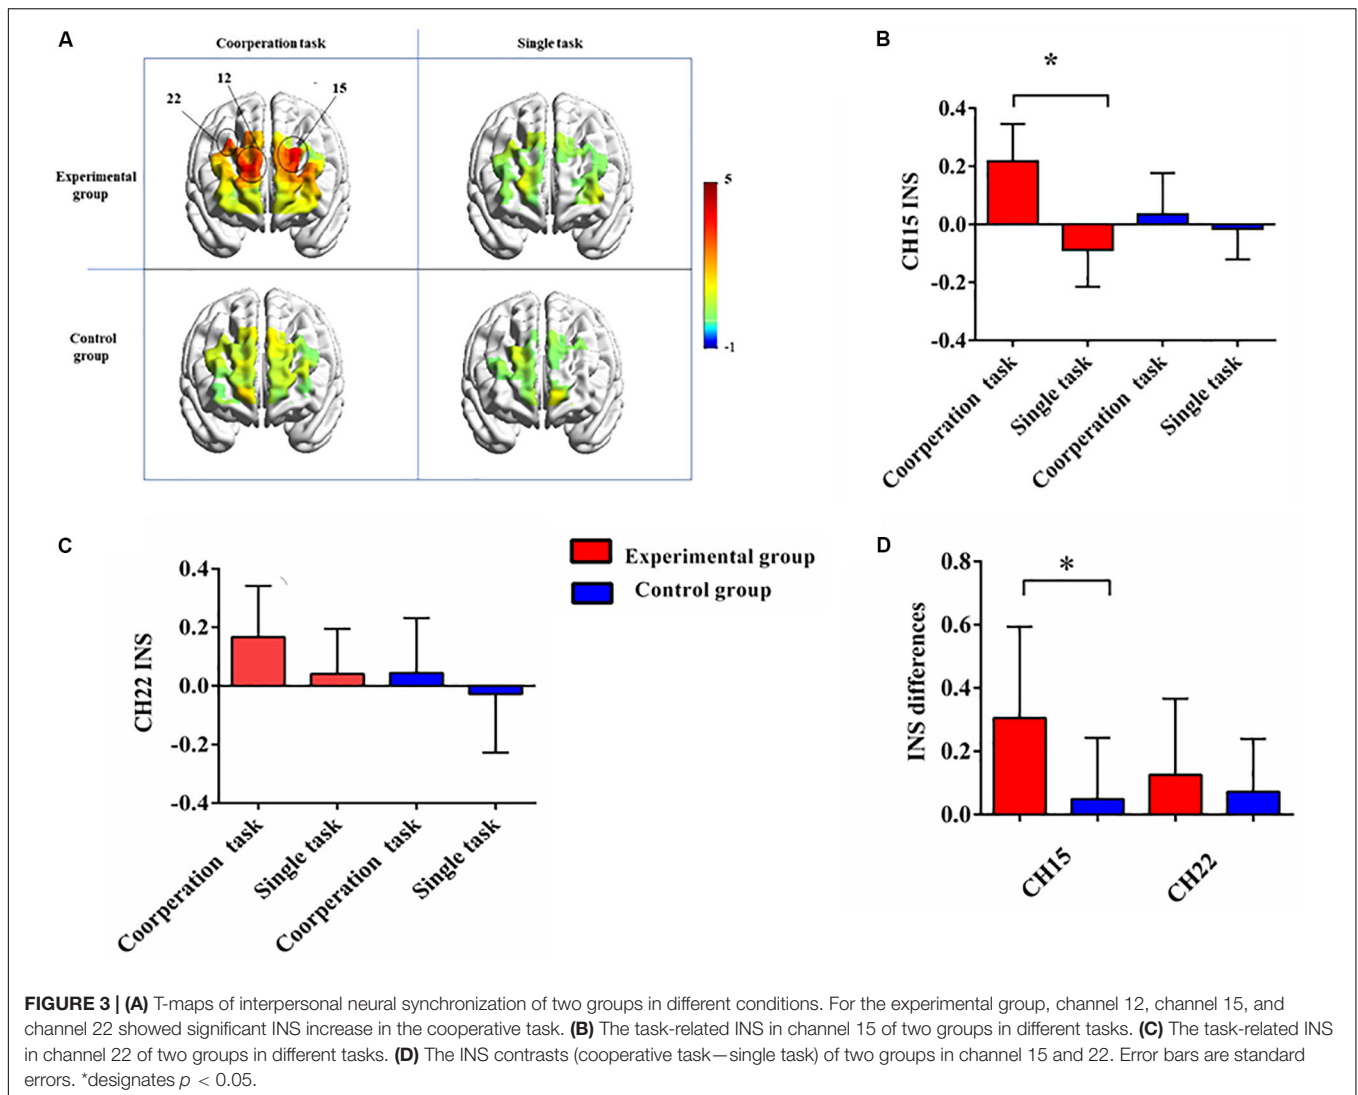 A
Coorperation task
Single task
22
12
15
Experimental
group
Control
group
5
-1
B
*
CH15 INS
0.4
0.2
0.0
-0.2
-0.4
Coorperation task
Single task
Coorperation task
Single task
C
CH22 INS
0.4
0.2
0.0
-0.2
-0.4
Coorperation task
Single task
Coorperation task
Single task
Experimental group
Control group
D
*
INS differences
0.8
0.6
0.4
0.2
0.0
CH15
CH22
FIGURE 3 | (A) T-maps of interpersonal neural synchronization of two groups in different conditions. For the experimental group, channel 12, channel 15, and
channel 22 showed significant INS increase in the cooperative task. (B) The task-related INS in channel 15 of two groups in different tasks. (C) The task-related INS
in channel 22 of two groups in different tasks. (D) The INS contrasts (cooperative task—single task) of two groups in channel 15 and 22. Error bars are standard
errors. *designates p < 0.05.